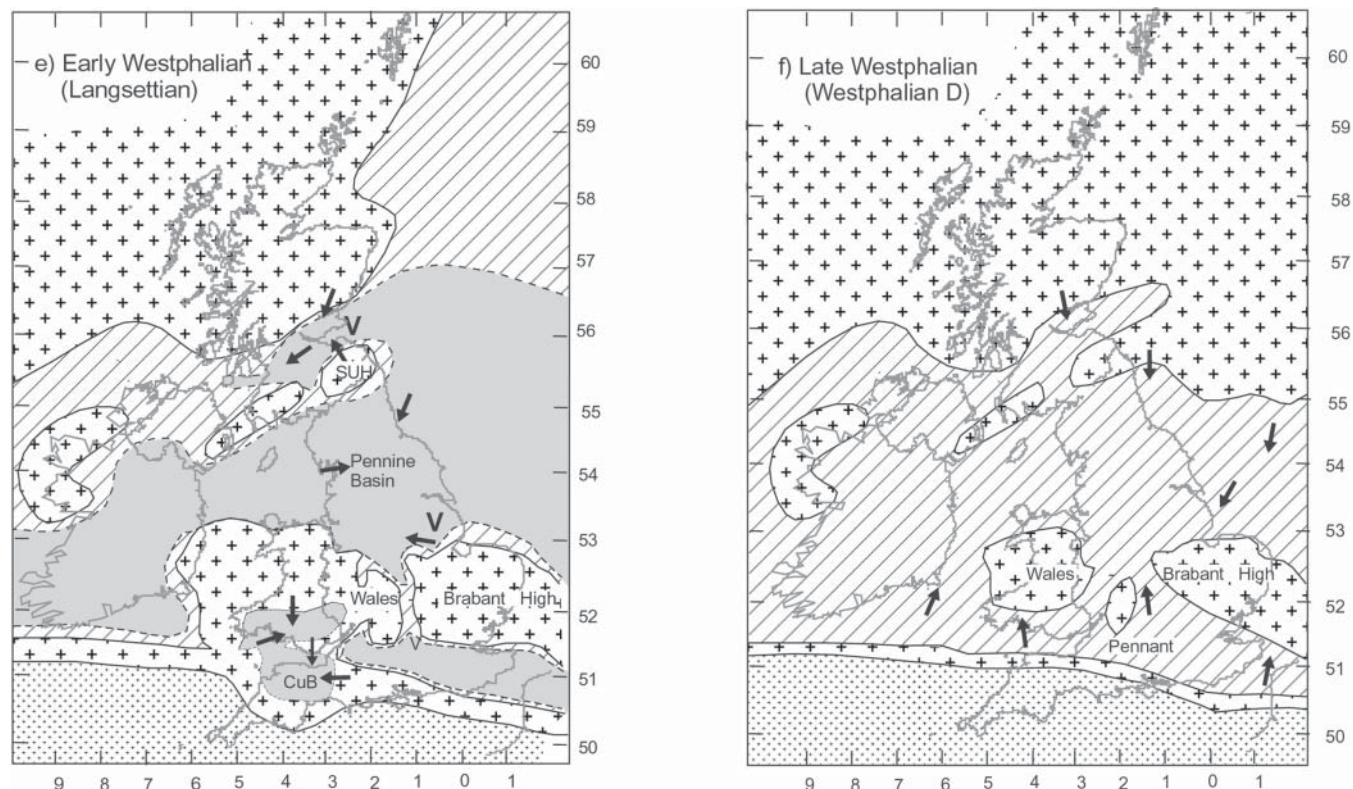 e) Early Westphalian
(Langsettian)
60
59
58
57
56
55
54
53
52
51
50
V
SUH
Pennine
Basin
V
Wales
Brabant High
V
CuB
9 8 7 6 5 4 3 2 1 0 1
f) Late Westphalian
(Westphalian D)
60
59
58
57
56
55
54
53
52
51
50
Wales
Brabant High
Pennant
9 8 7 6 5 4 3 2 1 0 1